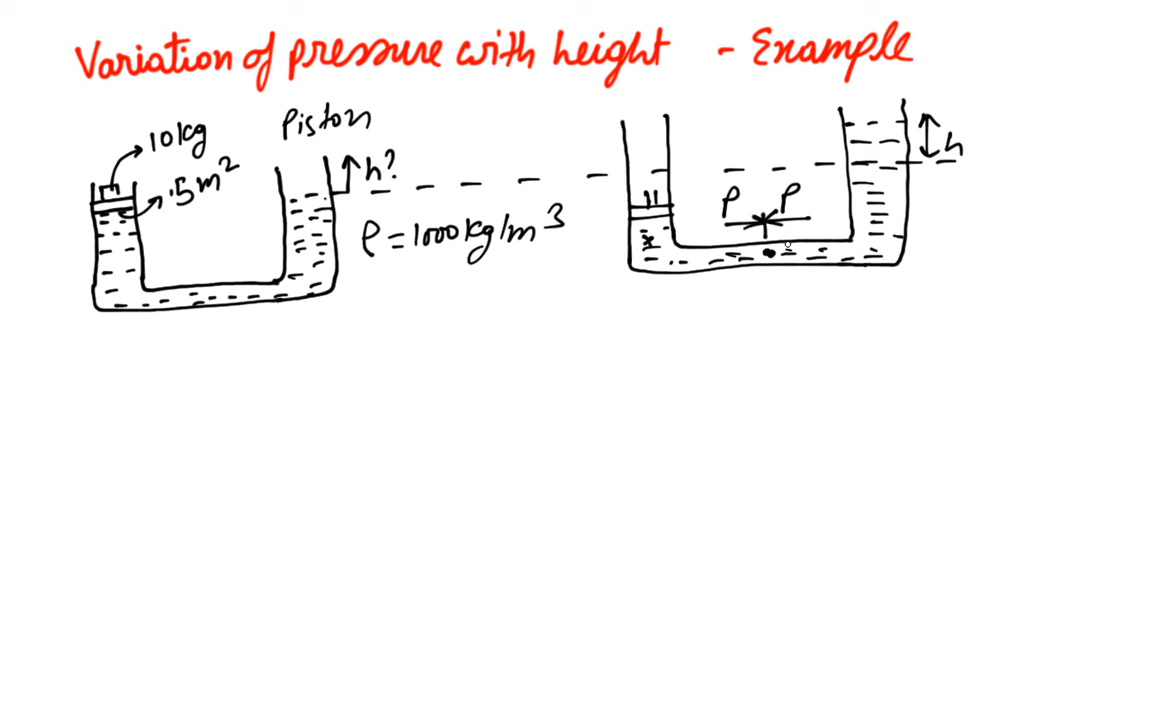 Variation of pressure with height - Example
10kg
Piston
.5m²
h?
ρ = 1000kg/m³
P P
h